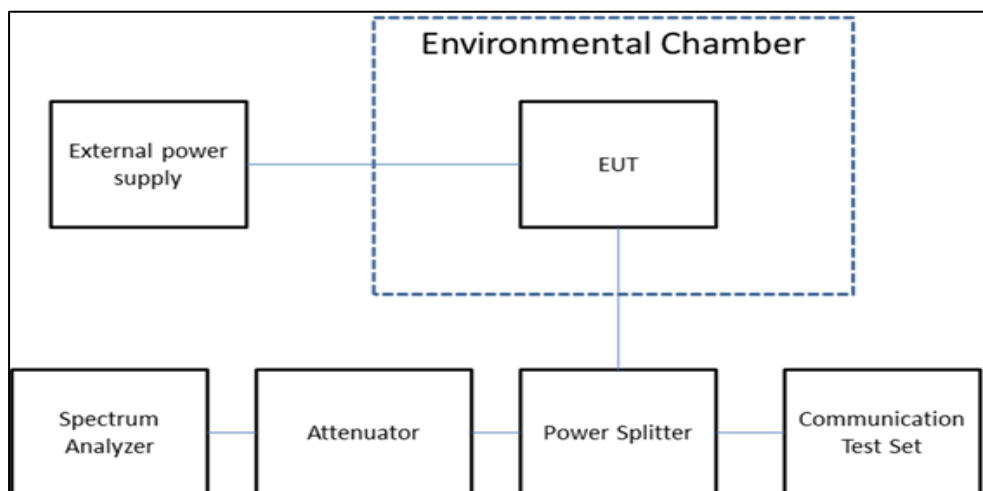 Environmental Chamber
External power
supply
EUT
Spectrum
Analyzer
Attenuator
Power Splitter
Communication
Test Set